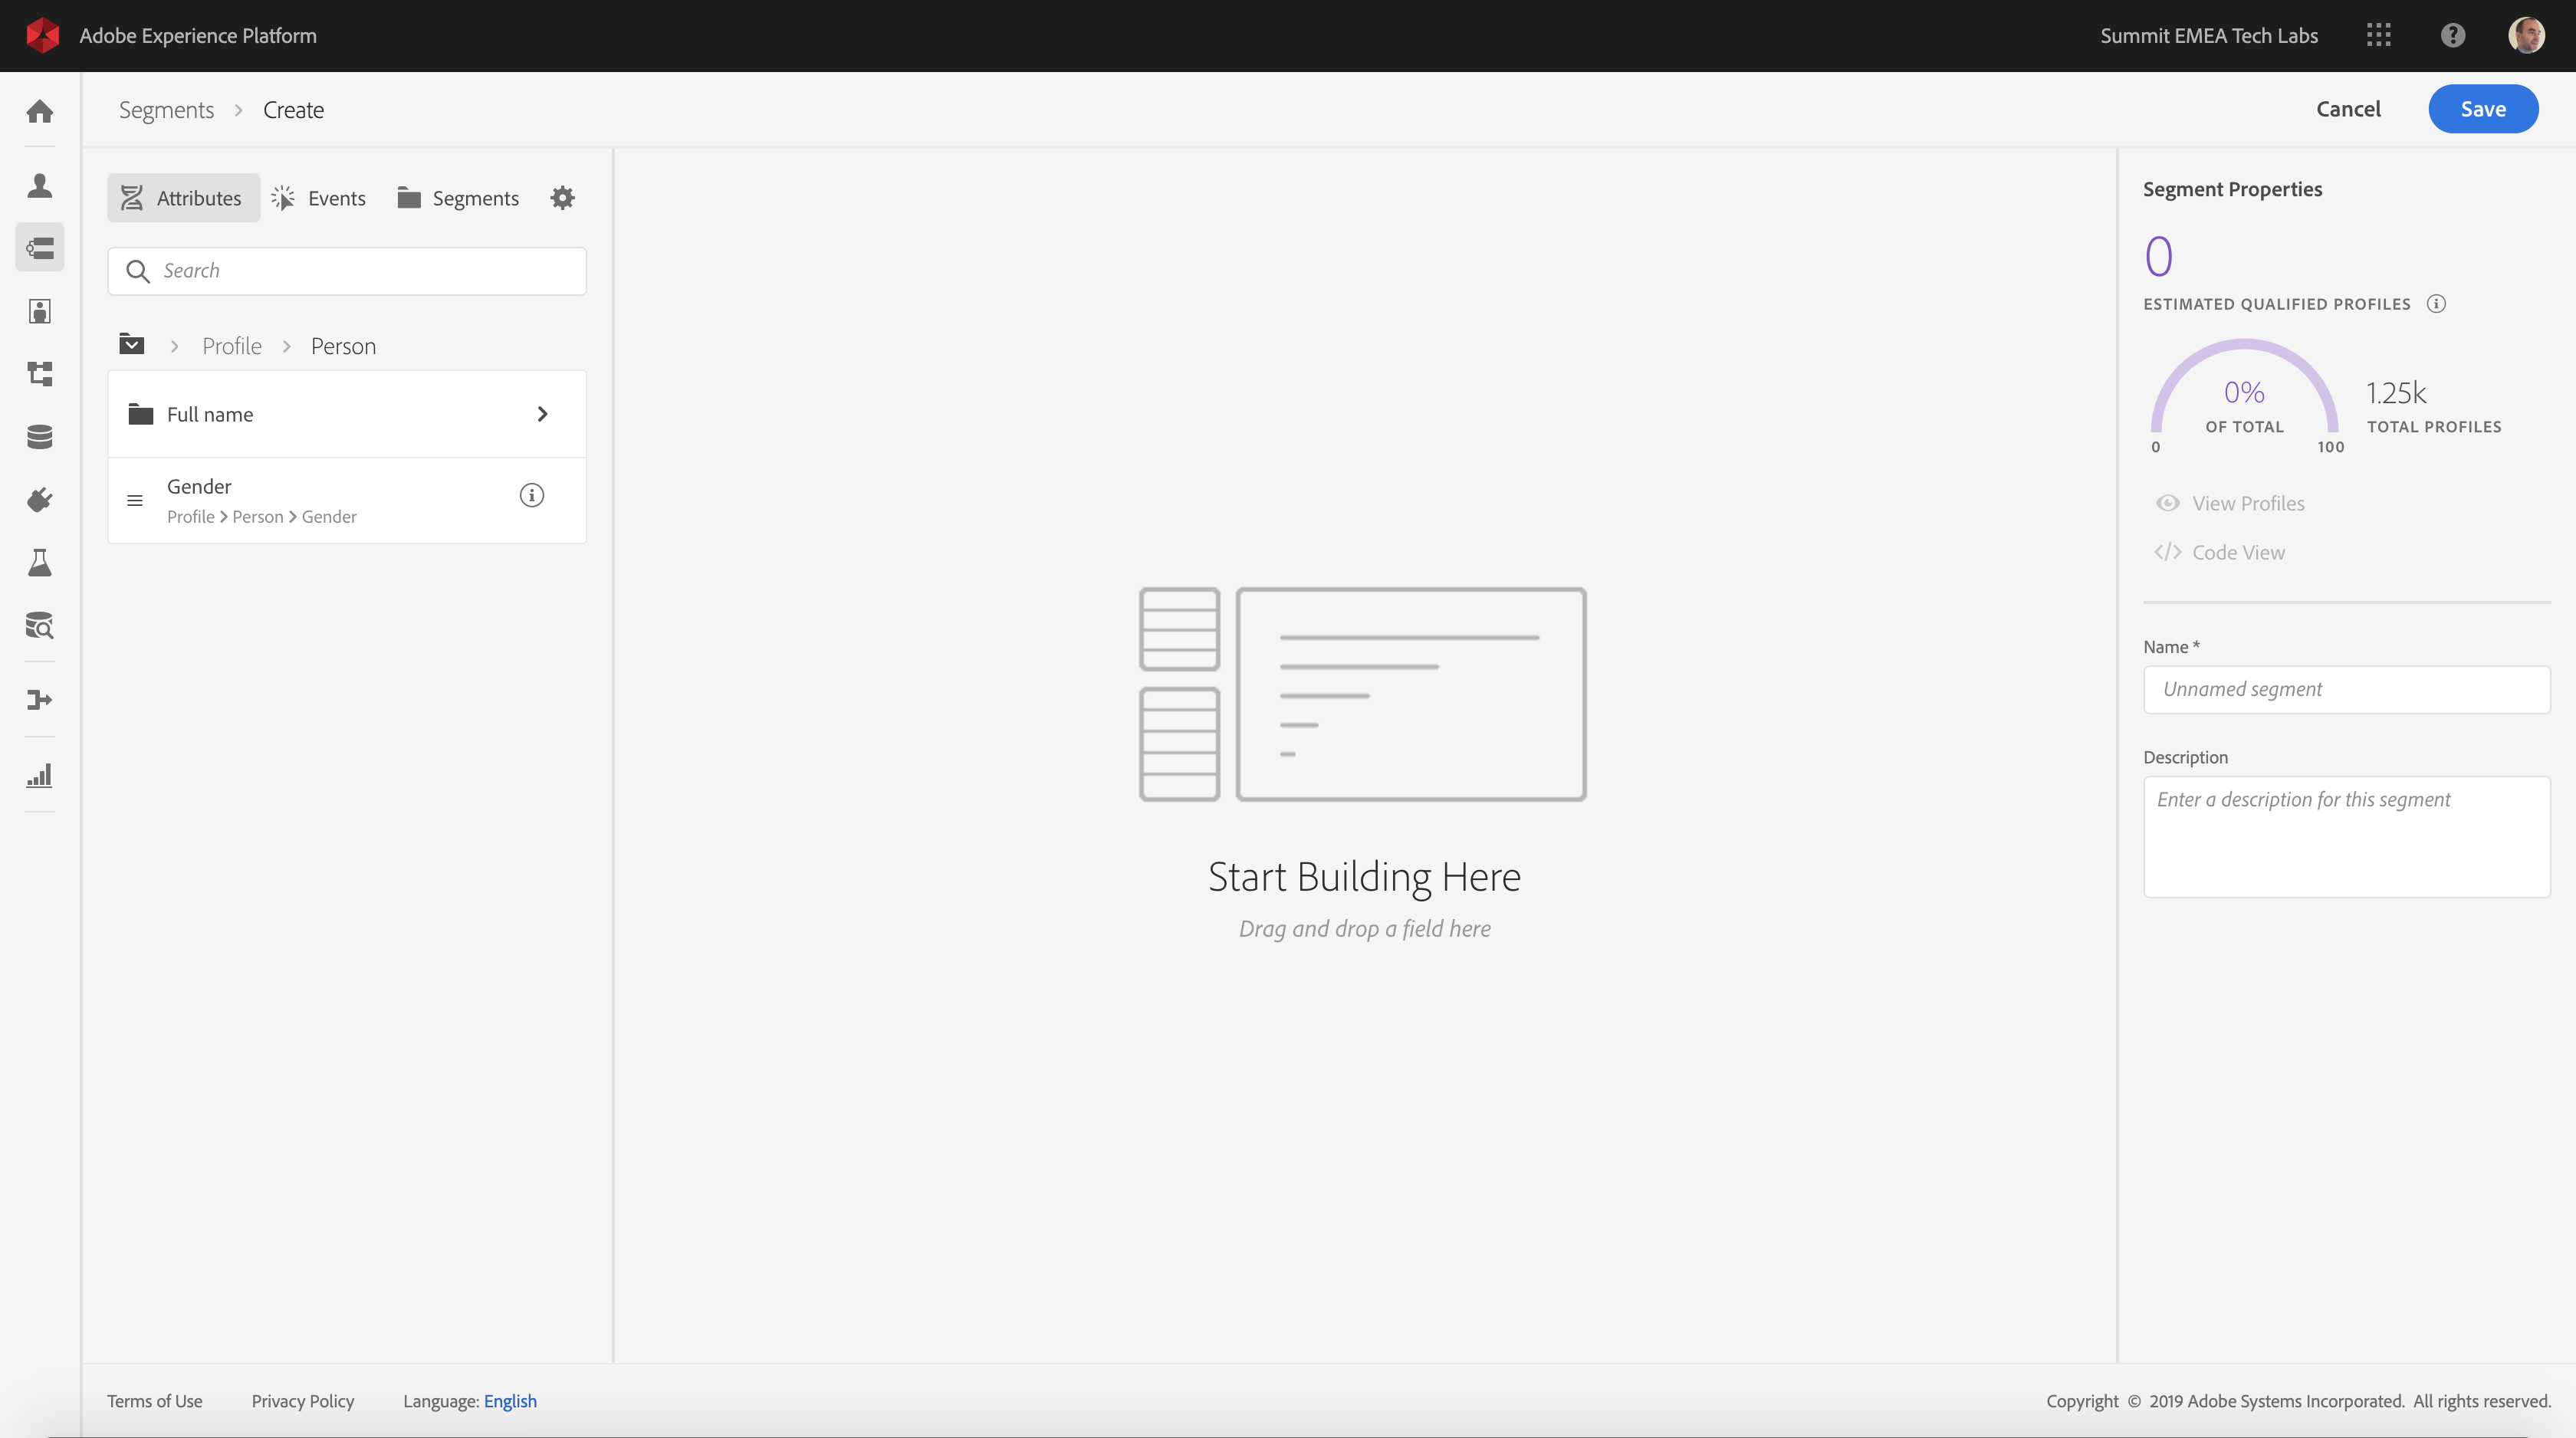 Adobe Experience Platform
Summit EMEA Tech Labs
Segments > Create
Cancel
Save
Attributes
Events
Segments
Search
> Profile > Person
Full name
Gender
Profile > Person > Gender
Start Building Here
Drag and drop a field here
Segment Properties
0
ESTIMATED QUALIFIED PROFILES
0%
OF TOTAL
0
100
1.25k
TOTAL PROFILES
View Profiles
</> Code View
Name *
Unnamed segment
Description
Enter a description for this segment
Terms of Use
Privacy Policy
Language: English
Copyright © 2019 Adobe Systems Incorporated. All rights reserved.